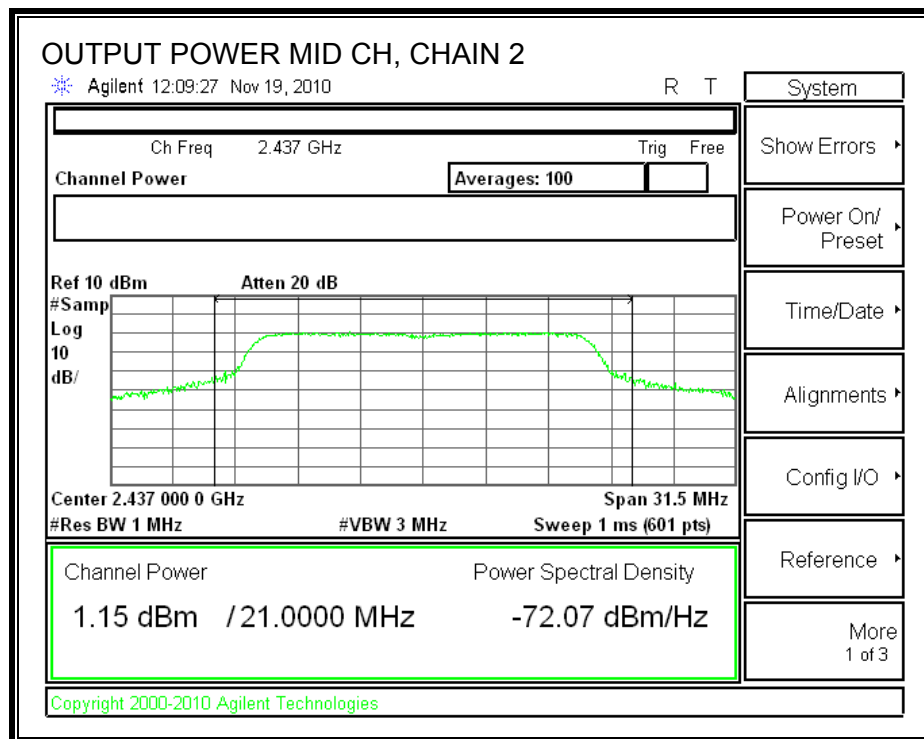 OUTPUT POWER MID CH, CHAIN 2
Agilent 12:09:27 Nov 19, 2010 R T
System
Ch Freq 2.437 GHz Trig Free
Show Errors
Channel Power Averages: 100
Power On/
Preset
Ref 10 dBm Atten 20 dB
#Samp
Log
10
dB/
Time/Date
Alignments
Config I/O
Center 2.437 000 0 GHz Span 31.5 MHz
#Res BW 1 MHz #VBW 3 MHz Sweep 1 ms (601 pts)
Reference
Channel Power Power Spectral Density
1.15 dBm / 21.0000 MHz -72.07 dBm/Hz
More
1 of 3
Copyright 2000-2010 Agilent Technologies